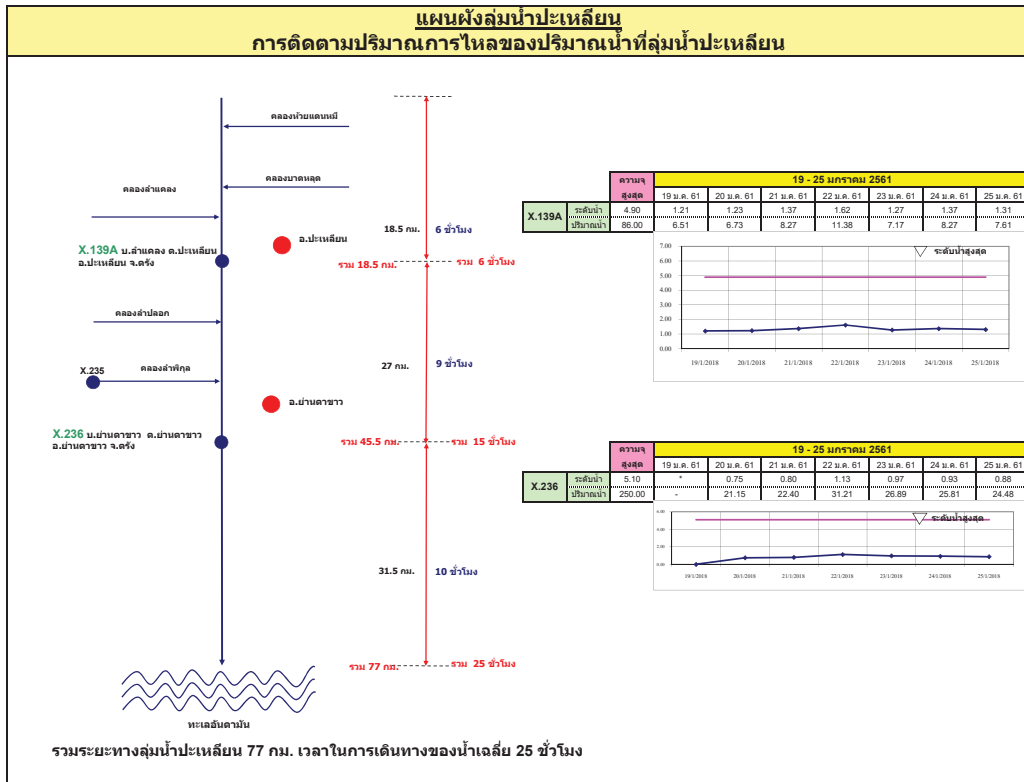 แผนผังลุ่มน้ำปะเหลียน
การติดตามปริมาณการไหลของปริมาณน้ำที่ลุ่มน้ำปะเหลียน
คลองห้วยแดนหมี
คลองบาตหลุด
คลองลำแคลง
18.5 กม. 6 ชั่วโมง
อ.ปะเหลียน
X.139A บ.ลำแคลง ต.ปะเหลียน
อ.ปะเหลียน จ.ตรัง
รวม 18.5 กม. รวม 6 ชั่วโมง
คลองลำปลอก
X.235 คลองลำพิกุล
27 กม. 9 ชั่วโมง
อ.ย่านตาขาว
X.236 บ.ย่านตาขาว ต.ย่านตาขาว
อ.ย่านตาขาว จ.ตรัง
รวม 45.5 กม. รวม 15 ชั่วโมง
31.5 กม. 10 ชั่วโมง
รวม 77 กม. รวม 25 ชั่วโมง
ทะเลอันดามัน
ความจุ 19 - 25 มกราคม 2561
สูงสุด 19 ม.ค. 61 20 ม.ค. 61 21 ม.ค. 61 22 ม.ค. 61 23 ม.ค. 61 24 ม.ค. 61 25 ม.ค. 61
X.139A
ระดับน้ำ 4.90 1.21 1.23 1.37 1.62 1.27 1.37 1.31
ปริมาณน้ำ 86.00 6.51 6.73 8.27 11.38 7.17 8.27 7.61
ระดับน้ำสูงสุด
7.00
6.00
5.00
4.00
3.00
2.00
1.00
0.00
19/1/2018 20/1/2018 21/1/2018 22/1/2018 23/1/2018 24/1/2018 25/1/2018
ความจุ 19 - 25 มกราคม 2561
สูงสุด 19 ม.ค. 61 20 ม.ค. 61 21 ม.ค. 61 22 ม.ค. 61 23 ม.ค. 61 24 ม.ค. 61 25 ม.ค. 61
X.236
ระดับน้ำ 5.10 * 0.75 0.80 1.13 0.97 0.93 0.88
ปริมาณน้ำ 250.00 - 21.15 22.40 31.21 26.89 25.81 24.48
ระดับน้ำสูงสุด
6.00
4.00
2.00
0.00
19/1/2018 20/1/2018 21/1/2018 22/1/2018 23/1/2018 24/1/2018 25/1/2018
รวมระยะทางลุ่มน้ำปะเหลียน 77 กม. เวลาในการเดินทางของน้ำเฉลี่ย 25 ชั่วโมง